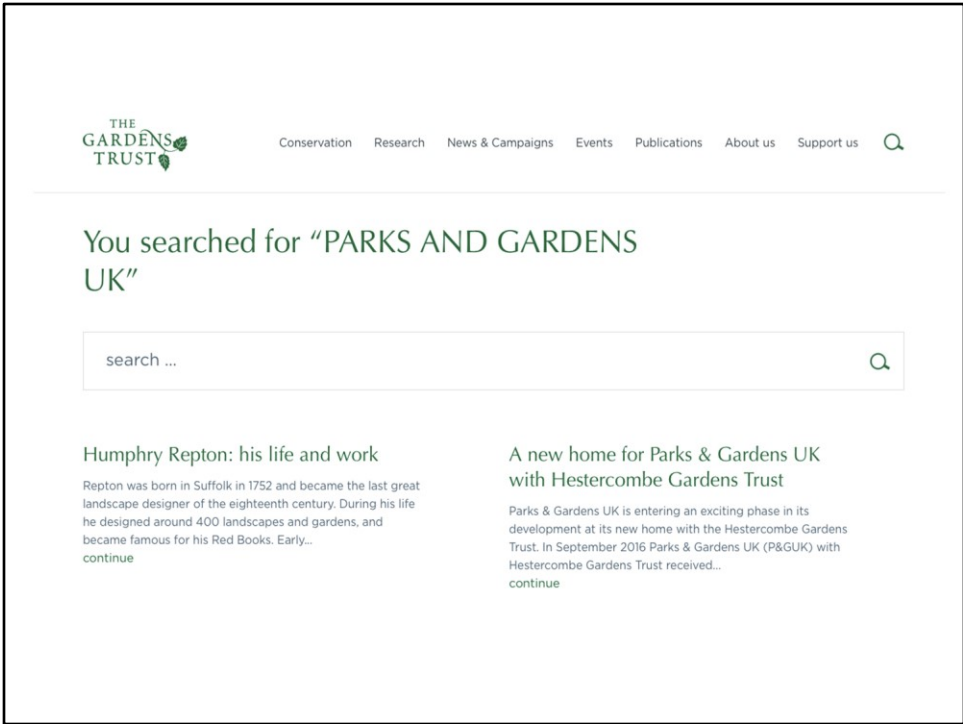 THE
GARDENS
TRUST
Conservation Research News & Campaigns Events Publications About us Support us
You searched for “PARKS AND GARDENS
UK”
search ...
Humphry Repton: his life and work
Repton was born in Suffolk in 1752 and became the last great
landscape designer of the eighteenth century. During his life
he designed around 400 landscapes and gardens, and
became famous for his Red Books. Early...
continue
A new home for Parks & Gardens UK
with Hestercombe Gardens Trust
Parks & Gardens UK is entering an exciting phase in its
development at its new home with the Hestercombe Gardens
Trust. In September 2016 Parks & Gardens UK (P&GUK) with
Hestercombe Gardens Trust received...
continue